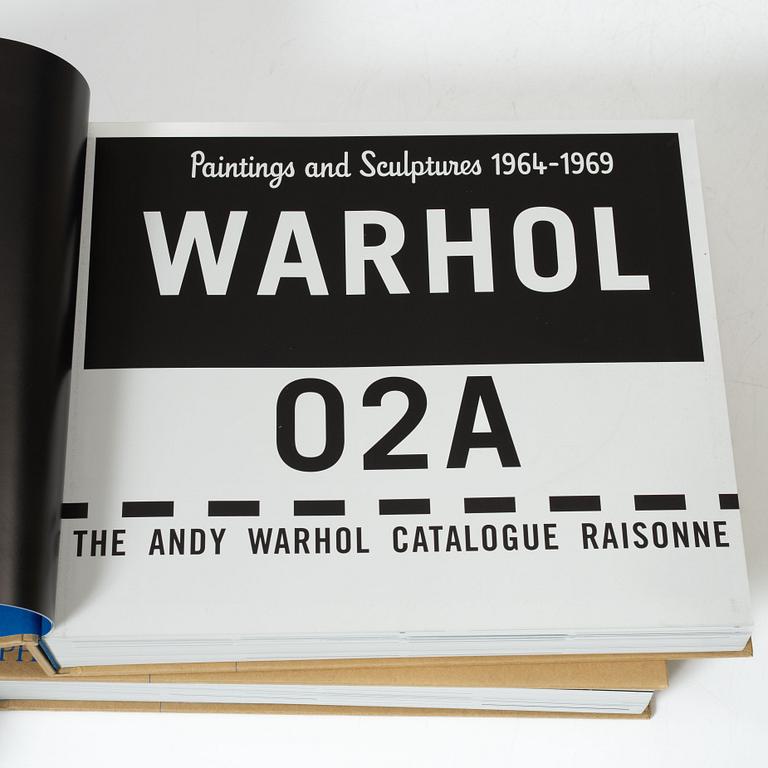 Paintings and Sculptures 1964-1969
WARHOL
02A
THE ANDY WARHOL CATALOGUE RAISONNE